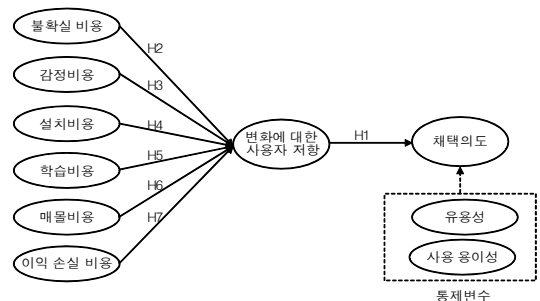 불확실 비용
H2
감정비용
H3
설치비용
H4
변화에 대한
사용자 저항
H1
채택의도
학습비용
H5
매몰비용
H6
유용성
이익 손실 비용
H7
사용 용이성
통제변수